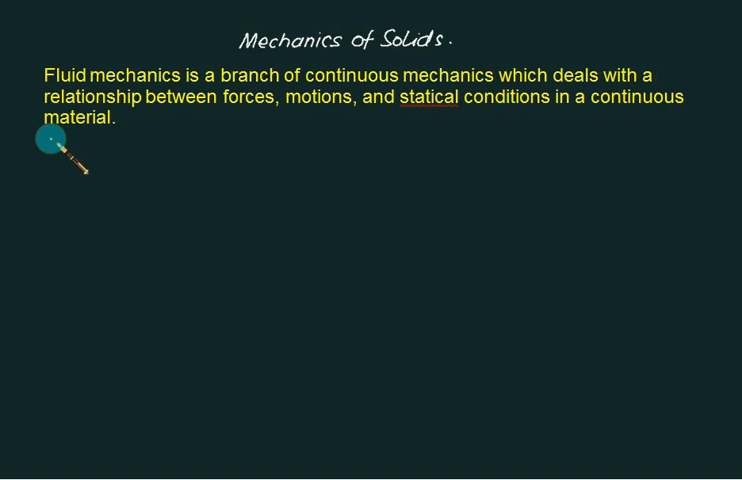 Mechanics of Solids.
Fluid mechanics is a branch of continuous mechanics which deals with a
relationship between forces, motions, and statical conditions in a continuous
material.